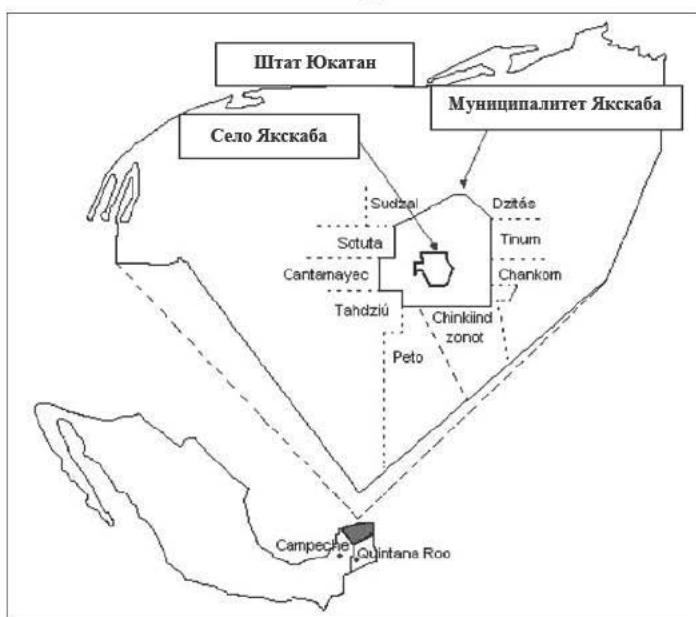 Штат Юкатан
Муниципалитет Якскаба
Село Якскаба
Sudzal
Dzitás
Sotuta
Tinum
Cantamayec
Chankom
Tahdziú
Chinkiind
zonot
Peto
Campeche
Quintana Roo